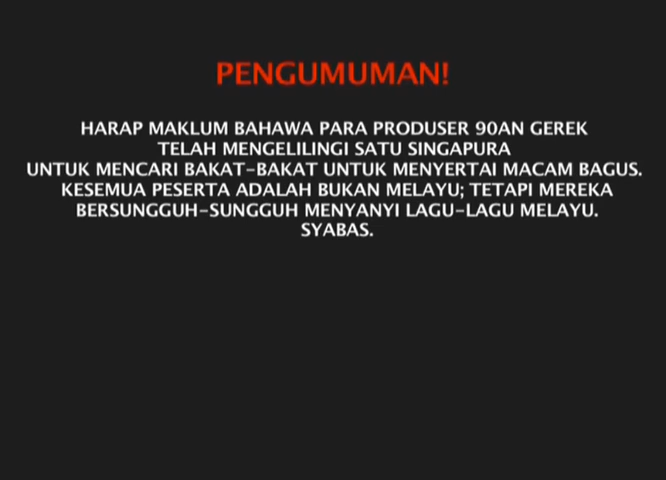 PENGUMUMAN!
HARAP MAKLUM BAHAWA PARA PRODUSER 90AN GEREK
TELAH MENGELILINGI SATU SINGAPURA
UNTUK MENCARI BAKAT-BAKAT UNTUK MENYERTAI MACAM BAGUS.
KESEMUA PESERTA ADALAH BUKAN MELAYU; TETAPI MEREKA
BERSUNGGUH-SUNGGUH MENYANYI LAGU-LAGU MELAYU.
SYABAS.